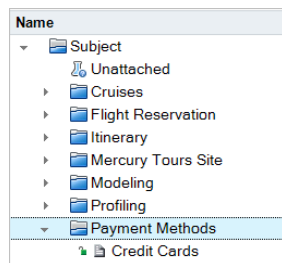 Name
Subject
Unattached
Cruises
Flight Reservation
Itinerary
Mercury Tours Site
Modeling
Profiling
Payment Methods
Credit Cards